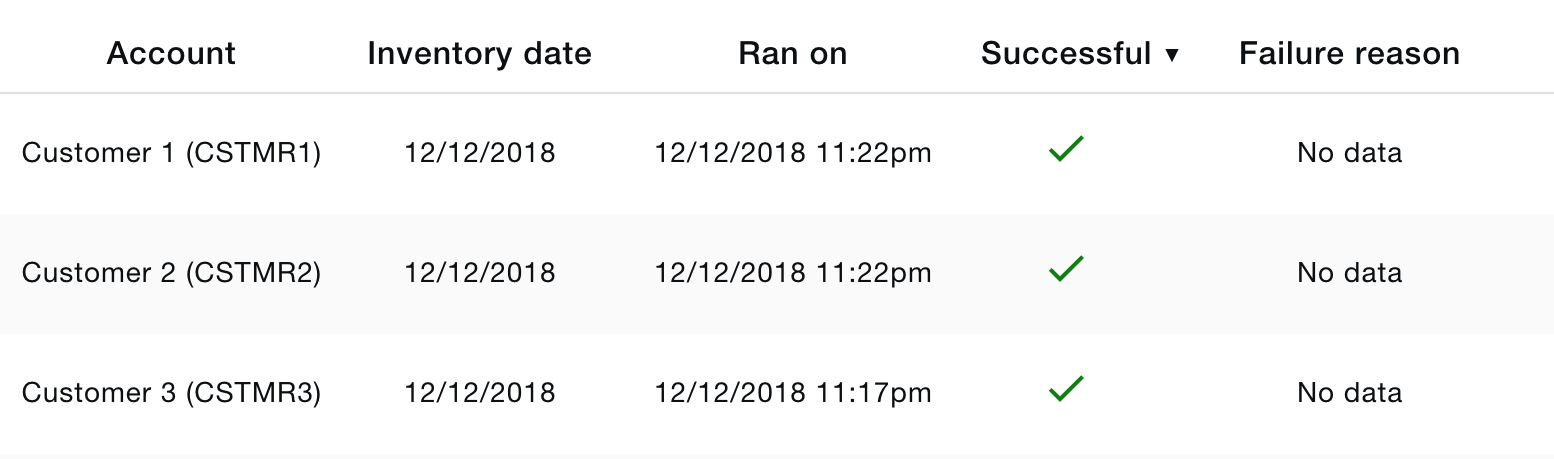 Account Inventory date Ran on Successful ▼ Failure reason
Customer 1 (CSTMR1) 12/12/2018 12/12/2018 11:22pm ✓ No data
Customer 2 (CSTMR2) 12/12/2018 12/12/2018 11:22pm ✓ No data
Customer 3 (CSTMR3) 12/12/2018 12/12/2018 11:17pm ✓ No data